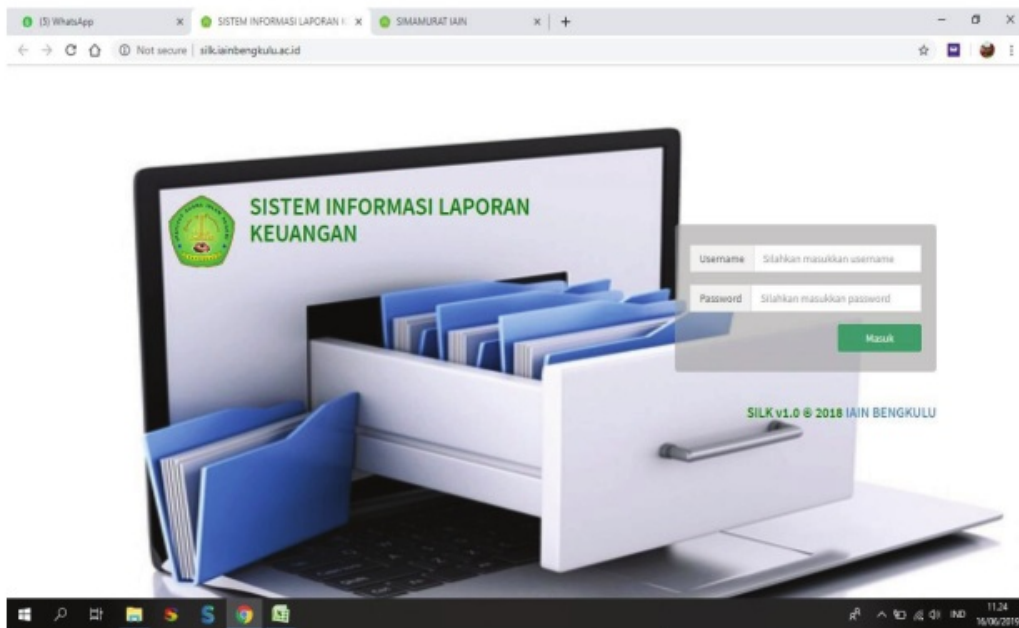 (5) WhatsApp
SISTEM INFORMASI LAPORAN K
SIMAMURAT IAIN
Not secure | silk.iainbengkulu.ac.id
SISTEM INFORMASI LAPORAN
KEUANGAN
Username Silahkan masukkan username
Password Silahkan masukkan password
Masuk
SILK v1.0 © 2018 IAIN BENGKULU
IND
11.24
16/06/2019